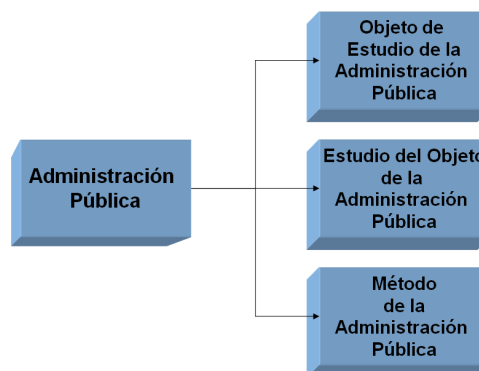 Administración
Pública
Objeto de
Estudio de la
Administración
Pública
Estudio del Objeto
de la
Administración
Pública
Método
de la
Administración
Pública